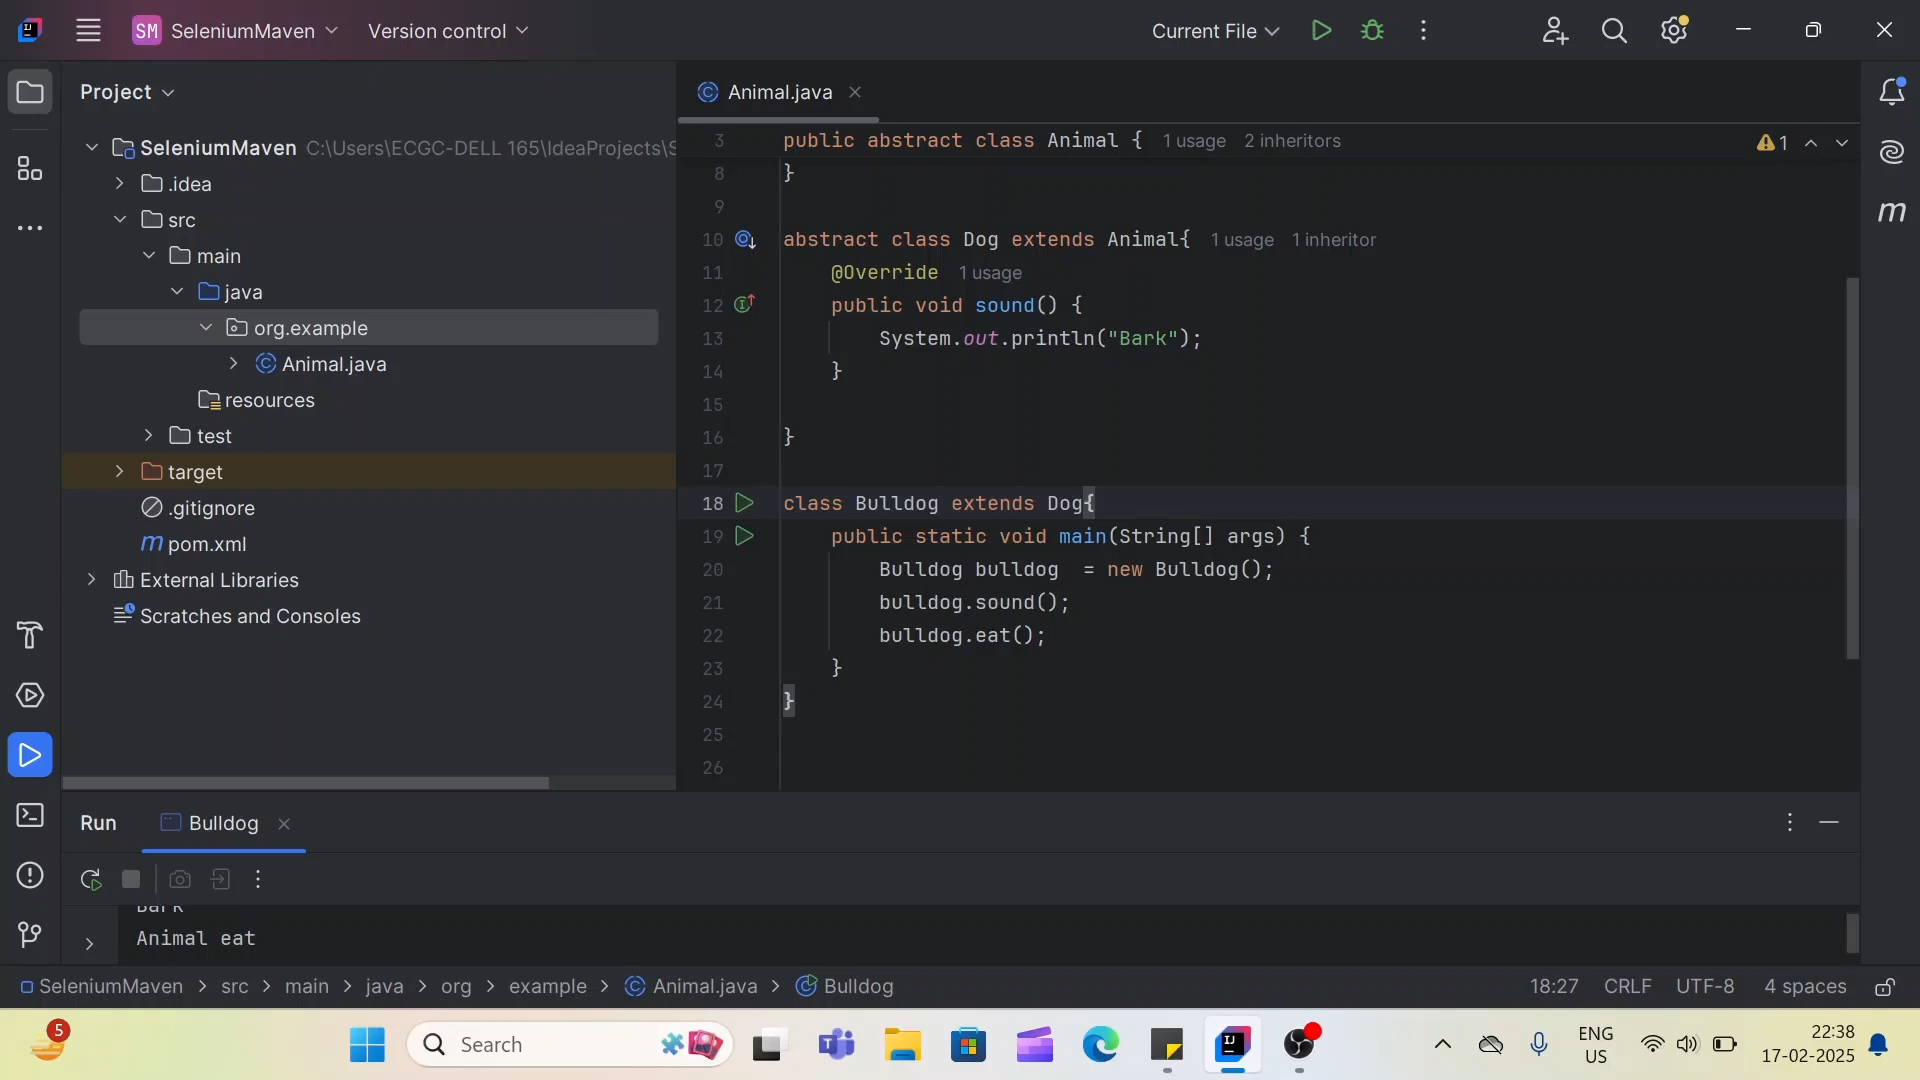 SM SeleniumMaven Version control Current File
Project
Animal.java
SeleniumMaven C:\Users\ECGC-DELL 165\IdeaProjects\S
.idea
src
main
java
org.example
Animal.java
resources
test
target
.gitignore
m pom.xml
External Libraries
Scratches and Consoles
3 public abstract class Animal { 1 usage 2 inheritors
1
8 }
9
10 abstract class Dog extends Animal{ 1 usage 1 inheritor
11 @Override 1 usage
12 public void sound() {
13 System.out.println("Bark");
14 }
15
16 }
17
18 class Bulldog extends Dog{
19 public static void main(String[] args) {
20 Bulldog bulldog = new Bulldog();
21 bulldog.sound();
22 bulldog.eat();
23 }
24 }
25
26
m
Run Bulldog
Bark
Animal eat
SeleniumMaven > src > main > java > org > example > Animal.java > Bulldog
18:27 CRLF UTF-8 4 spaces
5
Search
ENG
US
22:38
17-02-2025